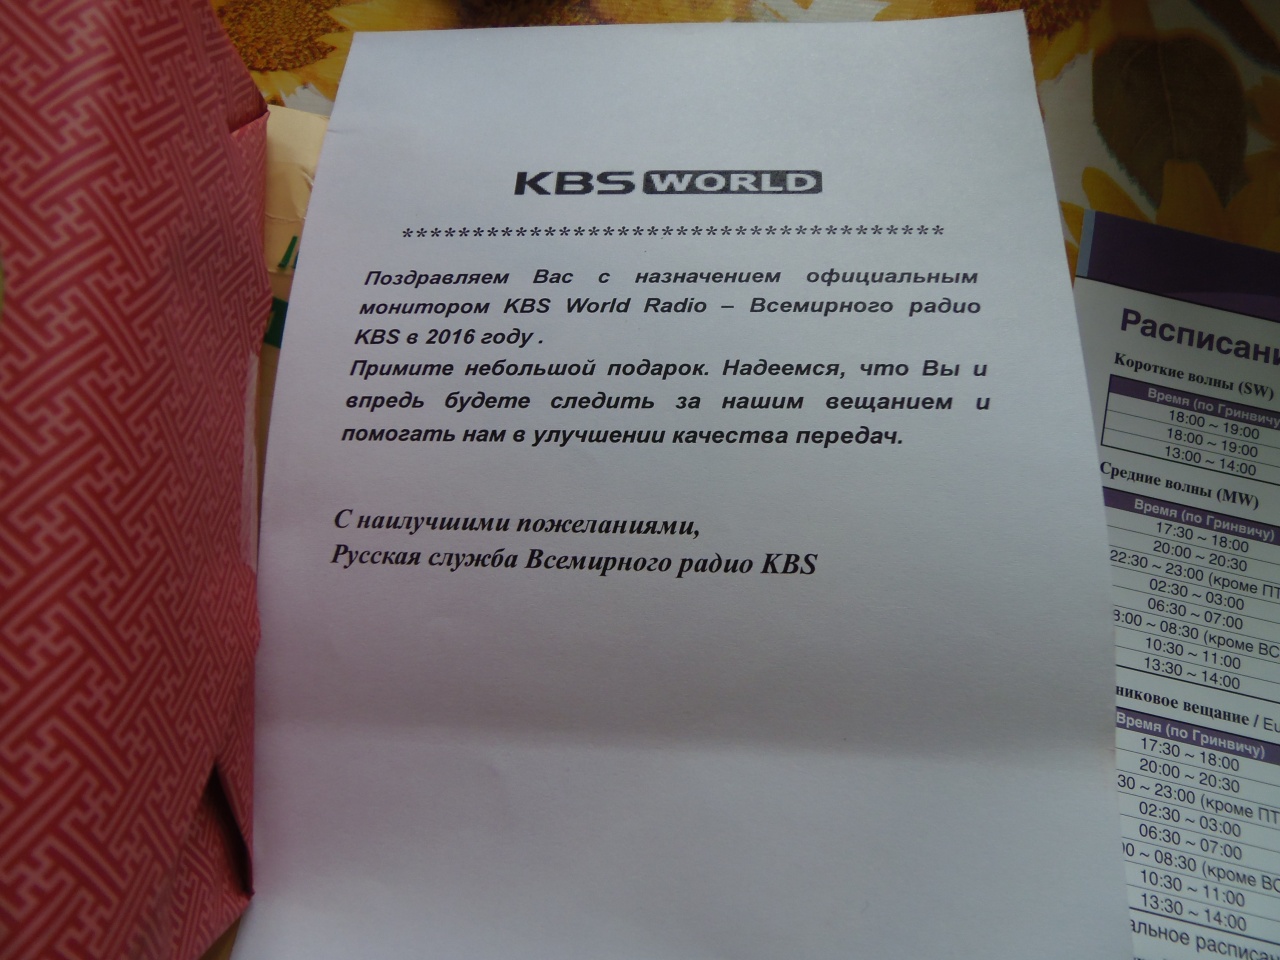 KBS WORLD
**************************************
Поздравляем Вас с назначением официальным
монитором KBS World Radio – Всемирного радио
KBS в 2016 году .
Примите небольшой подарок. Надеемся, что Вы и
впредь будете следить за нашим вещанием и
помогать нам в улучшении качества передач.
С наилучшими пожеланиями,
Русская служба Всемирного радио KBS
Короткие волны (SW)
Время (по Гринвичу)
18:00 ~ 19:00
18:00 ~ 19:00
13:00 ~ 14:00
Средние волны (MW)
Время (по Гринвичу)
17:30 ~ 18:00
20:00 ~ 20:30
22:30 ~ 23:00 (кроме ПТ
02:30 ~ 03:00
06:30 ~ 07:00
8:00 ~ 08:30 (кроме ВС
10:30 ~ 11:00
13:30 ~ 14:00
вещание /
Время (по Гринвичу)
17:30 ~ 18:00
20:00 ~ 20:30
30 ~ 23:00 (кроме ПТ
02:30 ~ 03:00
06:30 ~ 07:00
00 ~ 08:30 (кроме ВС
10:30 ~ 11:00
13:30 ~ 14:00